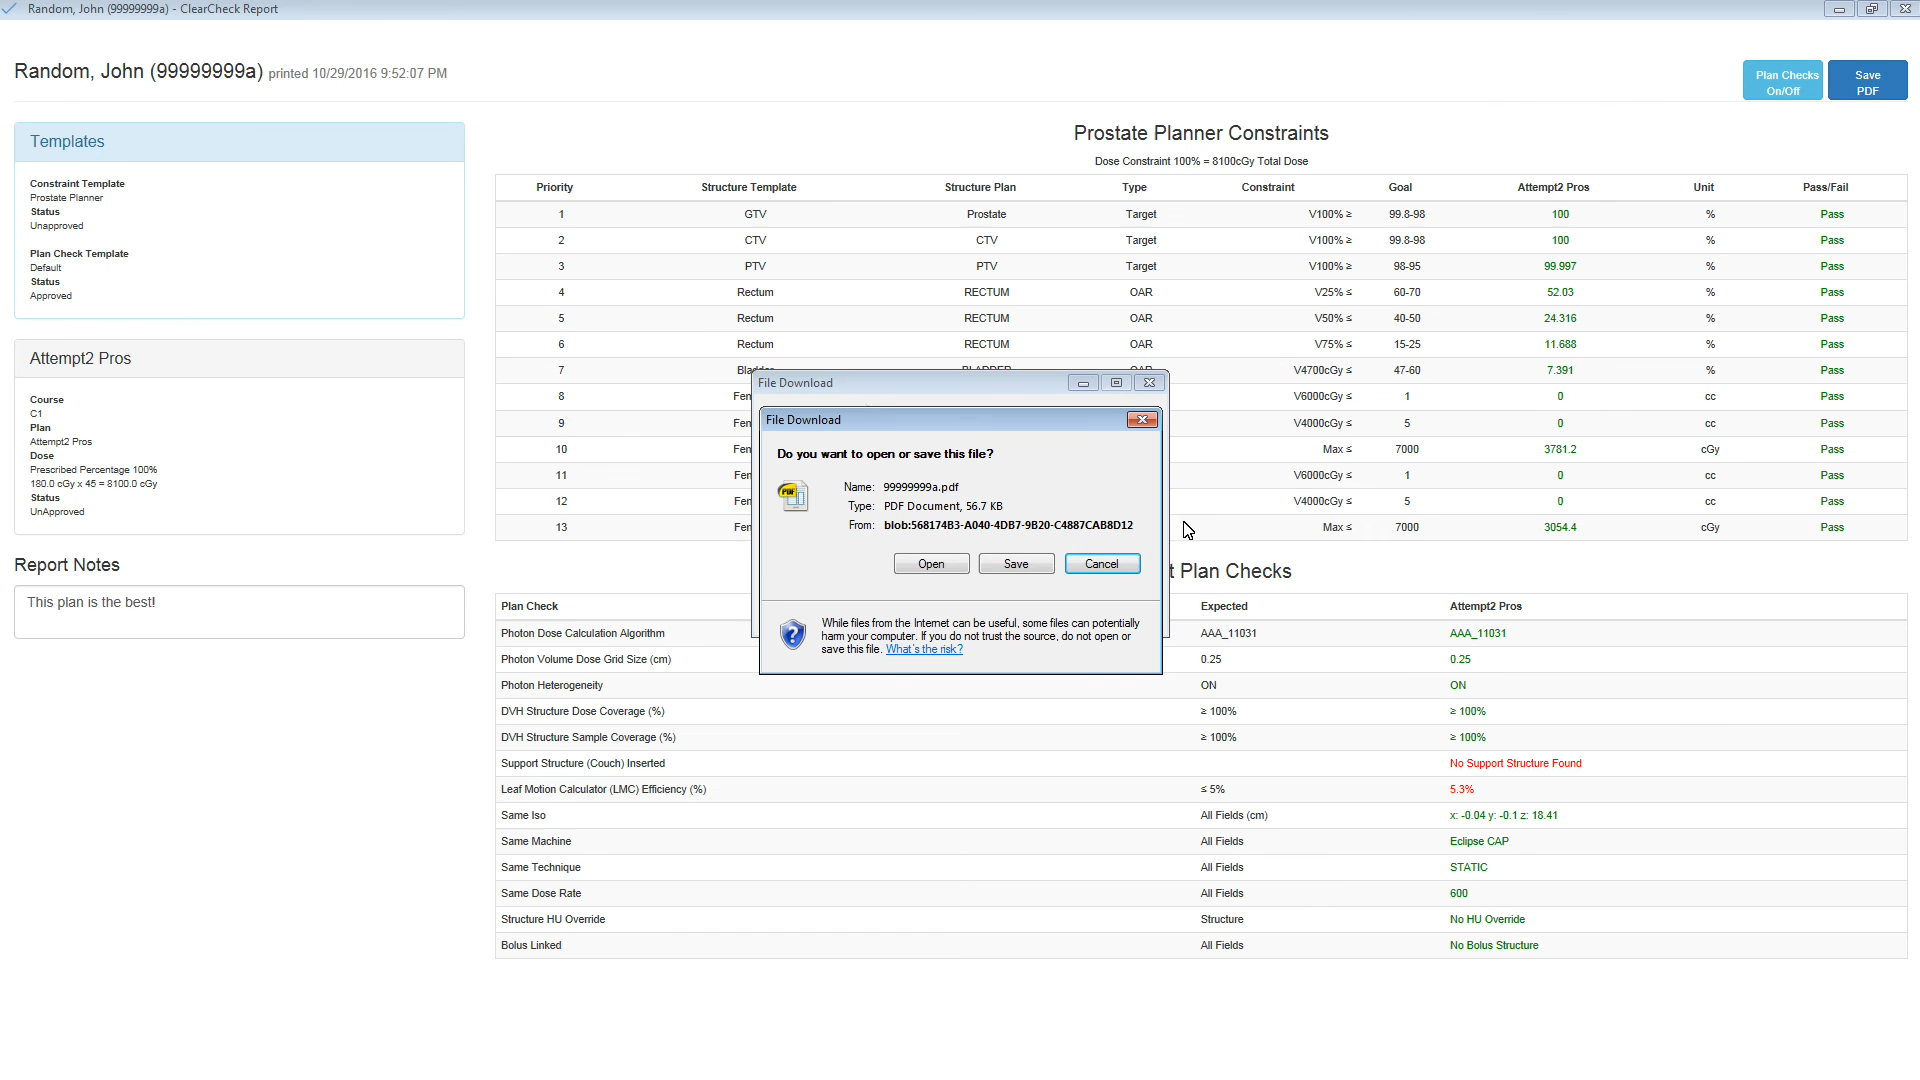 Random, John (99999999a) - ClearCheck Report
Random, John (99999999a) printed 10/29/2016 9:52:07 PM
Plan Checks On/Off
Save PDF
Templates
Constraint Template
Prostate Planner
Status
Unapproved
Plan Check Template
Default
Status
Approved
Attempt2 Pros
Course
C1
Plan
Attempt2 Pros
Dose
Prescribed Percentage 100%
180.0 cGy x 45 = 8100.0 cGy
Status
UnApproved
Report Notes
This plan is the best!
Prostate Planner Constraints
Dose Constraint 100% = 8100cGy Total Dose
Priority Structure Template Structure Plan Type Constraint Goal Attempt2 Pros Unit Pass/Fail
1 GTV Prostate Target V100% ≥ 99.8-98 100 % Pass
2 CTV CTV Target V100% ≥ 99.8-98 100 % Pass
3 PTV PTV Target V100% ≥ 98-95 99.997 % Pass
4 Rectum RECTUM OAR V25% ≤ 60-70 52.03 % Pass
5 Rectum RECTUM OAR V50% ≤ 40-50 24.316 % Pass
6 Rectum RECTUM OAR V75% ≤ 15-25 11.688 % Pass
7 Bladder BLADDER OAR V4700cGy ≤ 47-60 7.391 % Pass
8 Fem V6000cGy ≤ 1 0 cc Pass
9 Fem V4000cGy ≤ 5 0 cc Pass
10 Fem Max ≤ 7000 3781.2 cGy Pass
11 Fem V6000cGy ≤ 1 0 cc Pass
12 Fem V4000cGy ≤ 5 0 cc Pass
13 Fem Max ≤ 7000 3054.4 cGy Pass
File Download
File Download
Do you want to open or save this file?
Name: 99999999a.pdf
Type: PDF Document, 56.7 KB
From: blob:568174B3-A040-4DB7-9B20-C4887CAB8D12
Open Save Cancel
While files from the Internet can be useful, some files can potentially
harm your computer. If you do not trust the source, do not open or
save this file. What's the risk?
t Plan Checks
Plan Check Expected Attempt2 Pros
Photon Dose Calculation Algorithm AAA_11031 AAA_11031
Photon Volume Dose Grid Size (cm) 0.25 0.25
Photon Heterogeneity ON ON
DVH Structure Dose Coverage (%) ≥ 100% ≥ 100%
DVH Structure Sample Coverage (%) ≥ 100% ≥ 100%
Support Structure (Couch) Inserted No Support Structure Found
Leaf Motion Calculator (LMC) Efficiency (%) ≤ 5% 5.3%
Same Iso All Fields (cm) x: -0.04 y: -0.1 z: 18.41
Same Machine All Fields Eclipse CAP
Same Technique All Fields STATIC
Same Dose Rate All Fields 600
Structure HU Override Structure No HU Override
Bolus Linked All Fields No Bolus Structure